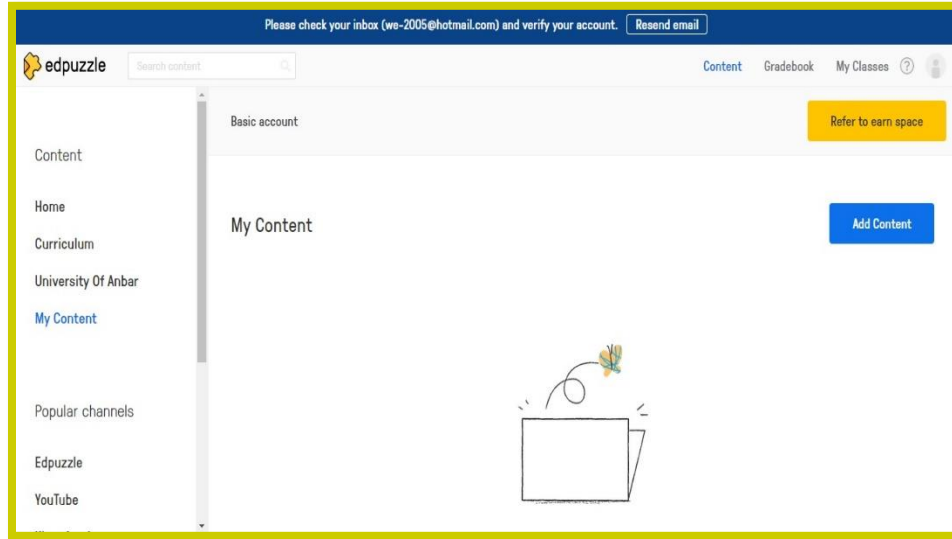 Please check your inbox (we-2005@hotmail.com) and verify your account. Resend email
edpuzzle Search content Content Gradebook My Classes ?
Basic account Refer to earn space
Content
Home
My Content Add Content
Curriculum
University Of Anbar
My Content
Popular channels
Edpuzzle
YouTube